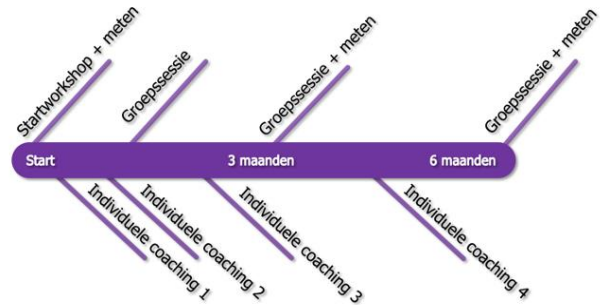 Startworkshop + meten
Groepssessie
Groepssessie + meten
Groepssessie + meten
Start
3 maanden
6 maanden
Individuele coaching 1
Individuele coaching 2
Individuele coaching 3
Individuele coaching 4